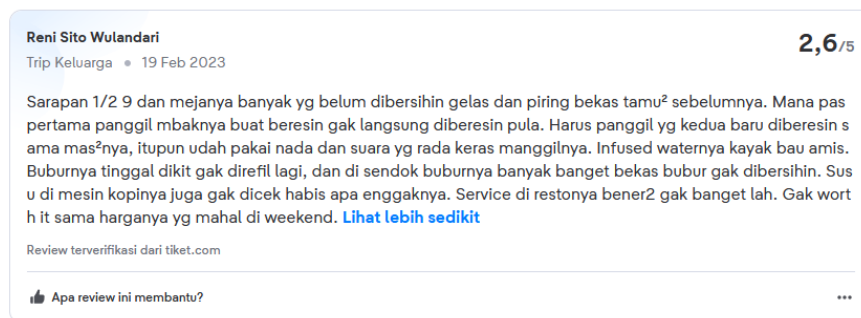 Reni Sito Wulandari
2,6/5
Trip Keluarga • 19 Feb 2023
Sarapan 1/2 9 dan mejanya banyak yg belum dibersihin gelas dan piring bekas tamu² sebelumnya. Mana pas
pertama panggil mbaknya buat beresin gak langsung diberesin pula. Harus panggil yg kedua baru diberesin s
ama mas²nya, itupun udah pakai nada dan suara yg rada keras manggilnya. Infused waternya kayak bau amis.
Buburnya tinggal dikit gak direfil lagi, dan di sendok buburnya banyak banget bekas bubur gak dibersihin. Sus
u di mesin kopinya juga gak dicek habis apa enggaknya. Service di restonya bener2 gak banget lah. Gak wort
h it sama harganya yg mahal di weekend. Lihat lebih sedikit
Review terverifikasi dari tiket.com
Apa review ini membantu?